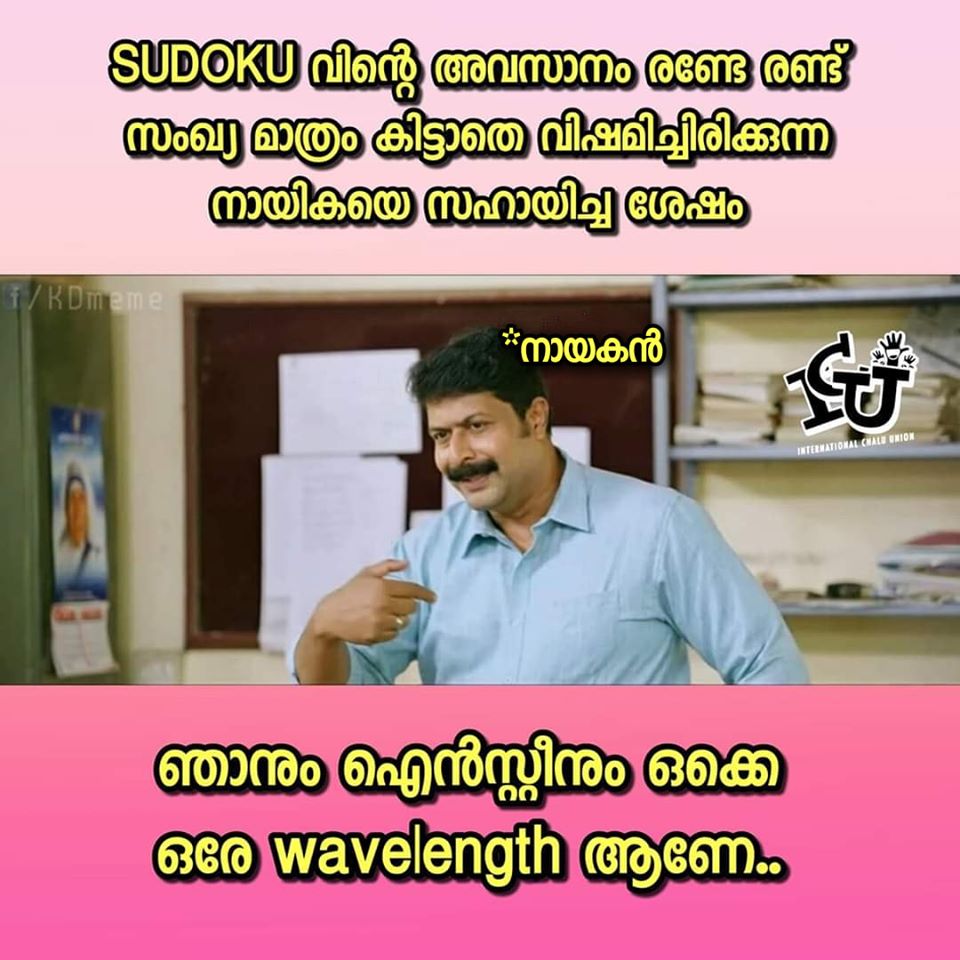 SUDOKU വിന്റെ അവസാനം രണ്ടേ രണ്ട്
സംഖ്യ മാത്രം കിട്ടാതെ വിഷമിച്ചിരിക്കുന്ന
നായികയെ സഹായിച്ച ശേഷം
f/KDmeme
*നായകൻ
ICU
INTERNATIONAL CHALU UNION
ഞാനും ഐൻസ്റ്റീനും ഒക്കെ
ഒരേ wavelength ആണേ..